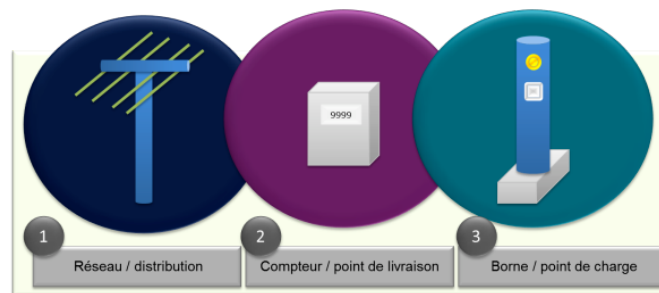 9999
1
Réseau / distribution
2
Compteur / point de livraison
3
Borne / point de charge